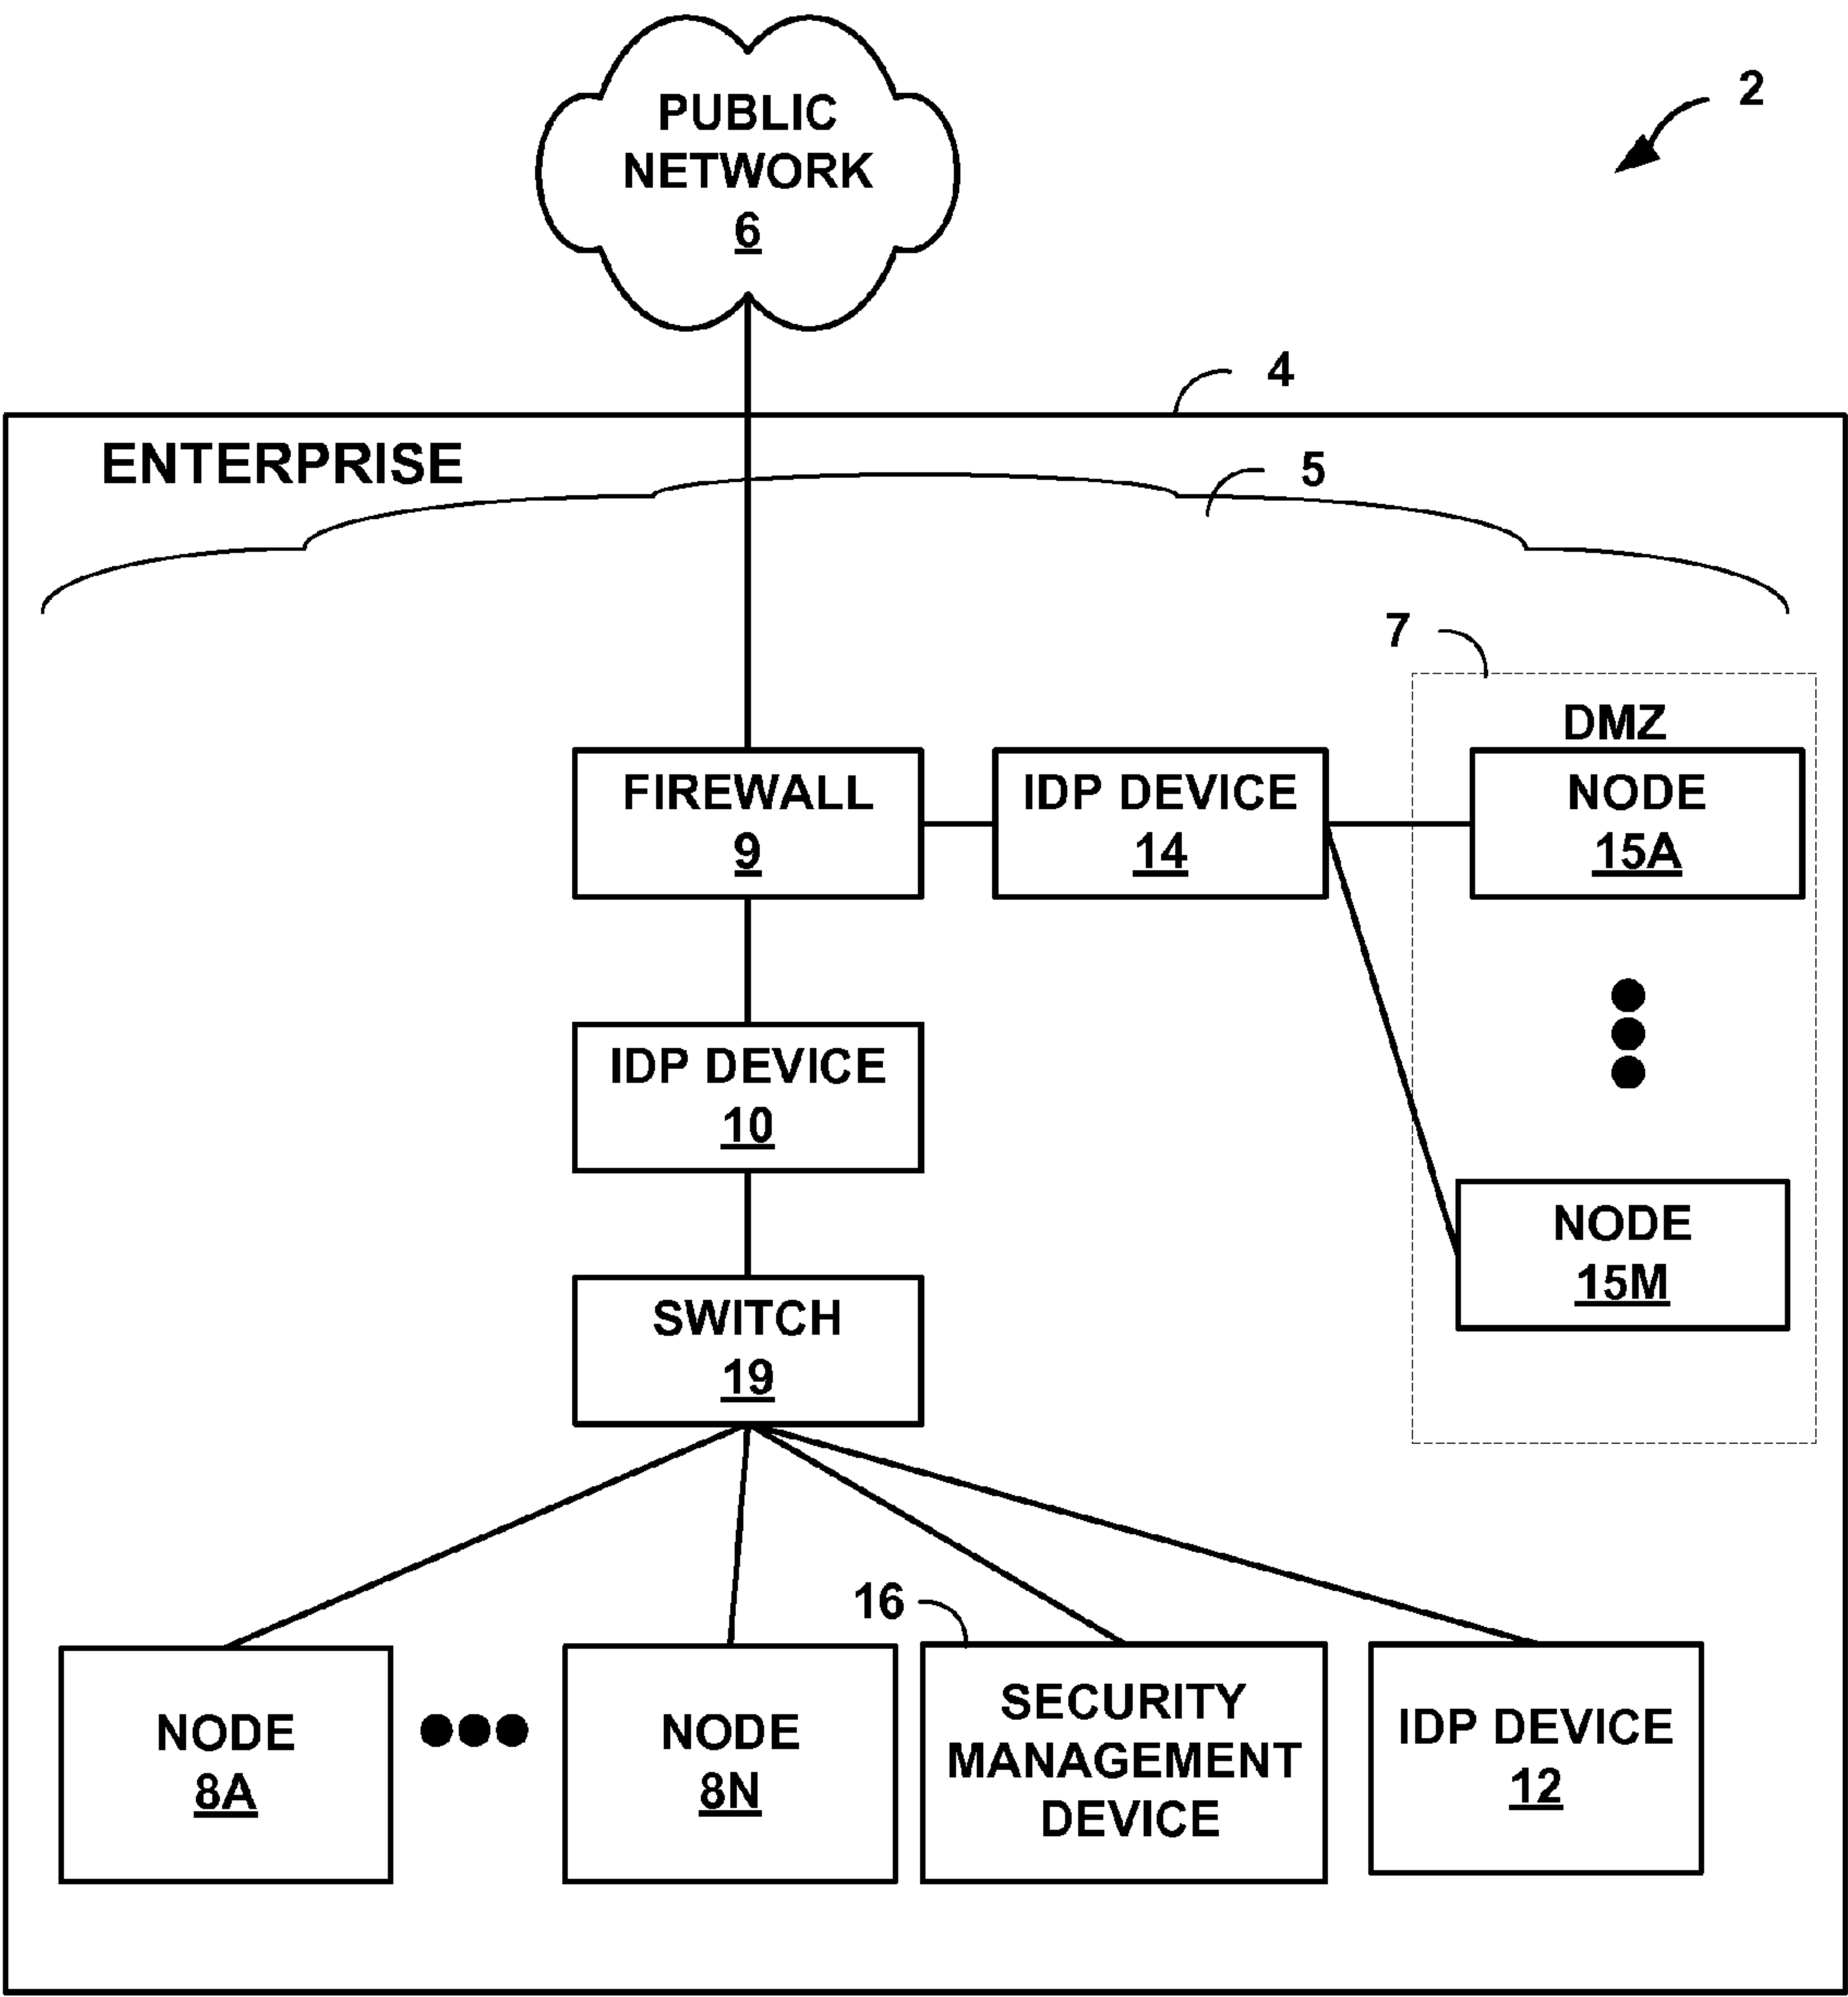 PUBLIC
NETWORK
6
2
4
ENTERPRISE
5
7
DMZ
FIREWALL
9
IDP DEVICE
14
NODE
15A
IDP DEVICE
10
NODE
15M
SWITCH
19
16
NODE
8A
NODE
8N
SECURITY
MANAGEMENT
DEVICE
IDP DEVICE
12